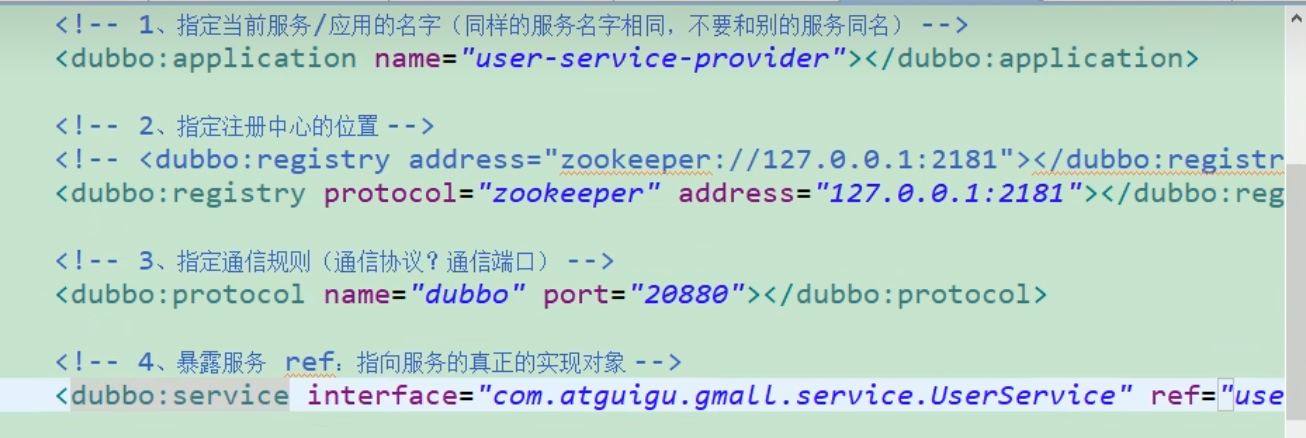 <!-- 1、指定当前服务/应用的名字（同样的服务名字相同，不要和别的服务同名） -->
<dubbo:application name="user-service-provider"></dubbo:application>
<!-- 2、指定注册中心的位置 -->
<!-- <dubbo:registry address="zookeeper://127.0.0.1:2181"></dubbo:registr
<dubbo:registry protocol="zookeeper" address="127.0.0.1:2181"></dubbo:reg
<!-- 3、指定通信规则（通信协议？通信端口） -->
<dubbo:protocol name="dubbo" port="20880"></dubbo:protocol>
<!-- 4、暴露服务 ref：指向服务的真正的实现对象 -->
<dubbo:service interface="com.atguigu.gmall.service.UserService" ref="use